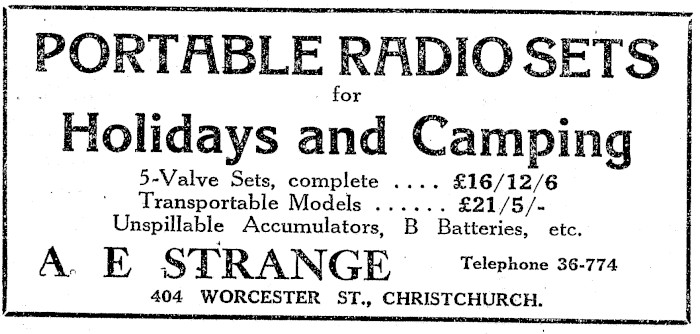 PORTABLE RADIO SETS
for
Holidays and Camping
5-Valve Sets, complete .... £16/12/6
Transportable Models ...... £21/5/-
Unspillable Accumulators, B Batteries, etc.
A. E STRANGE Telephone 36-774
404 WORCESTER ST., CHRISTCHURCH.